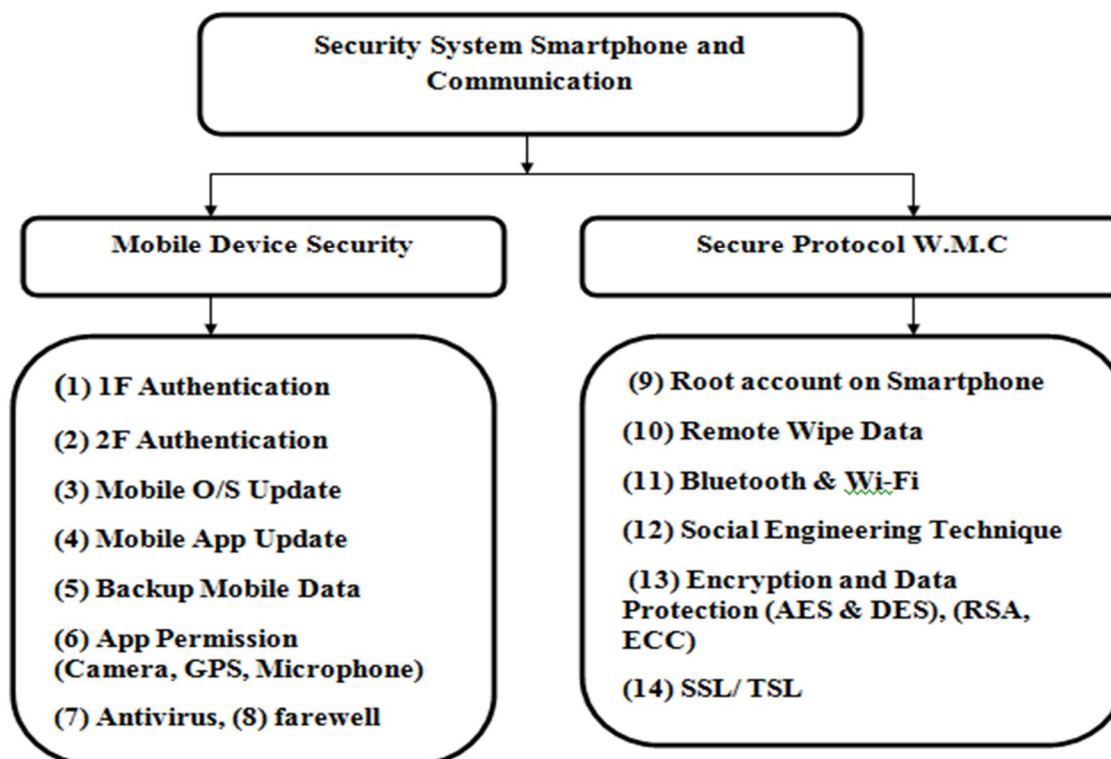 Security System Smartphone and
Communication
Mobile Device Security
Secure Protocol W.M.C
(1) 1F Authentication
(2) 2F Authentication
(3) Mobile O/S Update
(4) Mobile App Update
(5) Backup Mobile Data
(6) App Permission
(Camera, GPS, Microphone)
(7) Antivirus, (8) farewell
(9) Root account on Smartphone
(10) Remote Wipe Data
(11) Bluetooth & Wi-Fi
(12) Social Engineering Technique
(13) Encryption and Data
Protection (AES & DES), (RSA,
ECC)
(14) SSL/ TSL